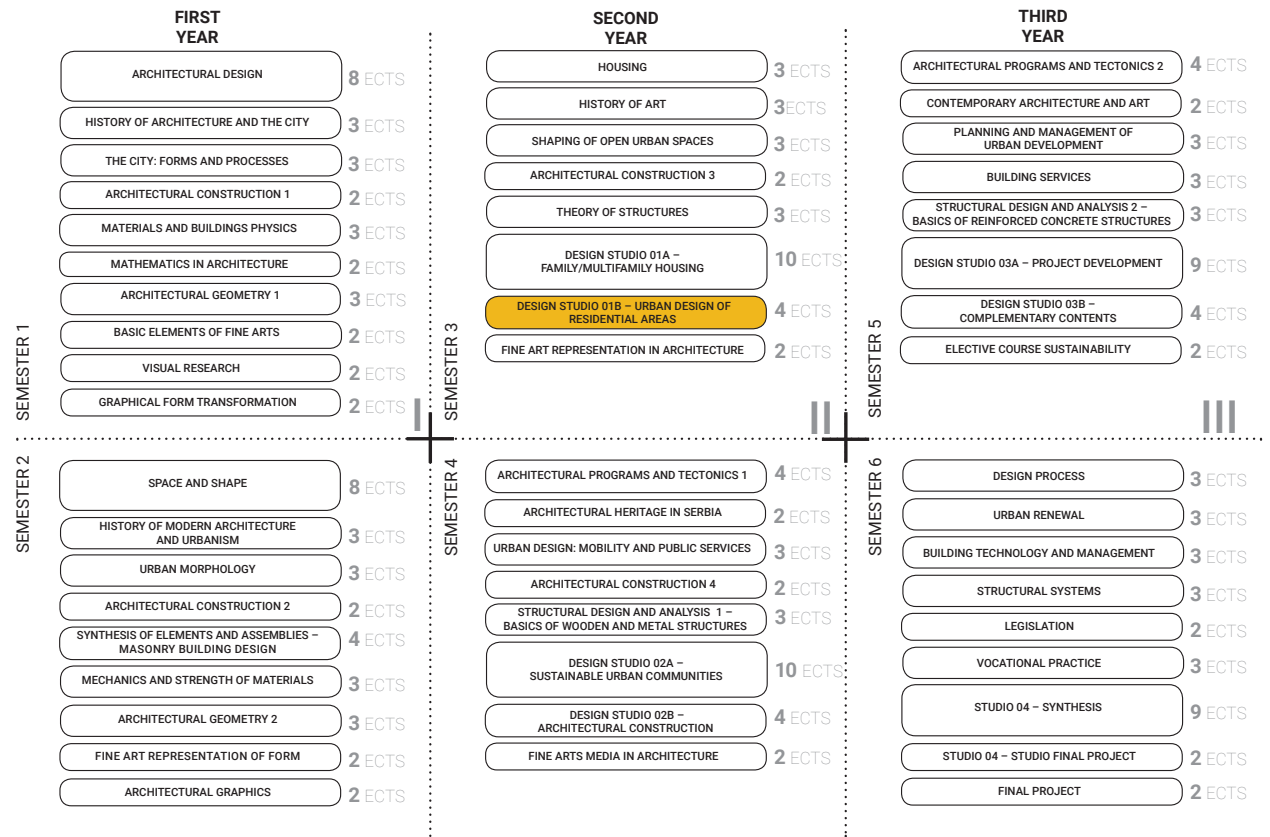 FIRST
YEAR
SEMESTER 1
ARCHITECTURAL DESIGN 8 ECTS
HISTORY OF ARCHITECTURE AND THE CITY 3 ECTS
THE CITY: FORMS AND PROCESSES 3 ECTS
ARCHITECTURAL CONSTRUCTION 1 2 ECTS
MATERIALS AND BUILDINGS PHYSICS 3 ECTS
MATHEMATICS IN ARCHITECTURE 2 ECTS
ARCHITECTURAL GEOMETRY 1 3 ECTS
BASIC ELEMENTS OF FINE ARTS 2 ECTS
VISUAL RESEARCH 2 ECTS
GRAPHICAL FORM TRANSFORMATION 2 ECTS
I
SEMESTER 2
SPACE AND SHAPE 8 ECTS
HISTORY OF MODERN ARCHITECTURE
AND URBANISM 3 ECTS
URBAN MORPHOLOGY 3 ECTS
ARCHITECTURAL CONSTRUCTION 2 2 ECTS
SYNTHESIS OF ELEMENTS AND ASSEMBLIES –
MASONRY BUILDING DESIGN 4 ECTS
MECHANICS AND STRENGTH OF MATERIALS 3 ECTS
ARCHITECTURAL GEOMETRY 2 3 ECTS
FINE ART REPRESENTATION OF FORM 2 ECTS
ARCHITECTURAL GRAPHICS 2 ECTS
SECOND
YEAR
SEMESTER 3
HOUSING 3 ECTS
HISTORY OF ART 3ECTS
SHAPING OF OPEN URBAN SPACES 3 ECTS
ARCHITECTURAL CONSTRUCTION 3 2 ECTS
THEORY OF STRUCTURES 3 ECTS
DESIGN STUDIO 01A –
FAMILY/MULTIFAMILY HOUSING 10 ECTS
DESIGN STUDIO 01B – URBAN DESIGN OF
RESIDENTIAL AREAS 4 ECTS
FINE ART REPRESENTATION IN ARCHITECTURE 2 ECTS
II
SEMESTER 4
ARCHITECTURAL PROGRAMS AND TECTONICS 1 4 ECTS
ARCHITECTURAL HERITAGE IN SERBIA 2 ECTS
URBAN DESIGN: MOBILITY AND PUBLIC SERVICES 3 ECTS
ARCHITECTURAL CONSTRUCTION 4 2 ECTS
STRUCTURAL DESIGN AND ANALYSIS 1 –
BASICS OF WOODEN AND METAL STRUCTURES 3 ECTS
DESIGN STUDIO 02A –
SUSTAINABLE URBAN COMMUNITIES 10 ECTS
DESIGN STUDIO 02B –
ARCHITECTURAL CONSTRUCTION 4 ECTS
FINE ARTS MEDIA IN ARCHITECTURE 2 ECTS
THIRD
YEAR
SEMESTER 5
ARCHITECTURAL PROGRAMS AND TECTONICS 2 4 ECTS
CONTEMPORARY ARCHITECTURE AND ART 2 ECTS
PLANNING AND MANAGEMENT OF
URBAN DEVELOPMENT 3 ECTS
BUILDING SERVICES 3 ECTS
STRUCTURAL DESIGN AND ANALYSIS 2 –
BASICS OF REINFORCED CONCRETE STRUCTURES 3 ECTS
DESIGN STUDIO 03A – PROJECT DEVELOPMENT 9 ECTS
DESIGN STUDIO 03B –
COMPLEMENTARY CONTENTS 4 ECTS
ELECTIVE COURSE SUSTAINABILITY 2 ECTS
III
SEMESTER 6
DESIGN PROCESS 3 ECTS
URBAN RENEWAL 3 ECTS
BUILDING TECHNOLOGY AND MANAGEMENT 3 ECTS
STRUCTURAL SYSTEMS 3 ECTS
LEGISLATION 2 ECTS
VOCATIONAL PRACTICE 3 ECTS
STUDIO 04 – SYNTHESIS 9 ECTS
STUDIO 04 – STUDIO FINAL PROJECT 2 ECTS
FINAL PROJECT 2 ECTS